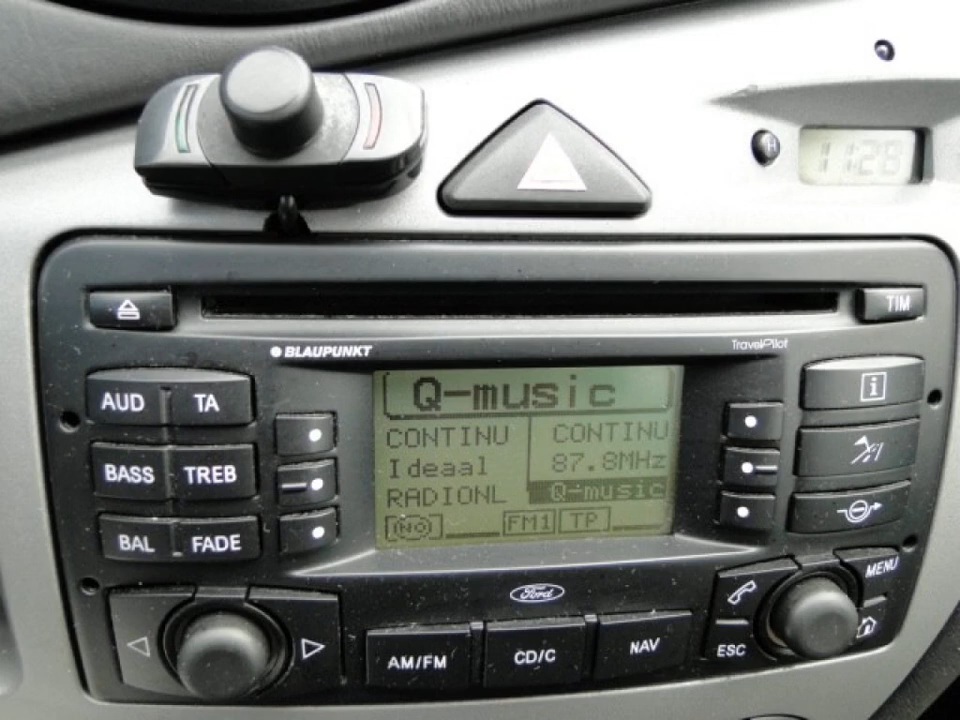 H 11:28
TIM
BLAUPUNKT TravelPilot
AUD TA
BASS TREB
BAL FADE
Q-music
CONTINU CONTINU
Ideaal 87.8MHz
RADIONL Q-music
FM1 TP
i
Ford
MENU
AM/FM CD/C NAV
ESC